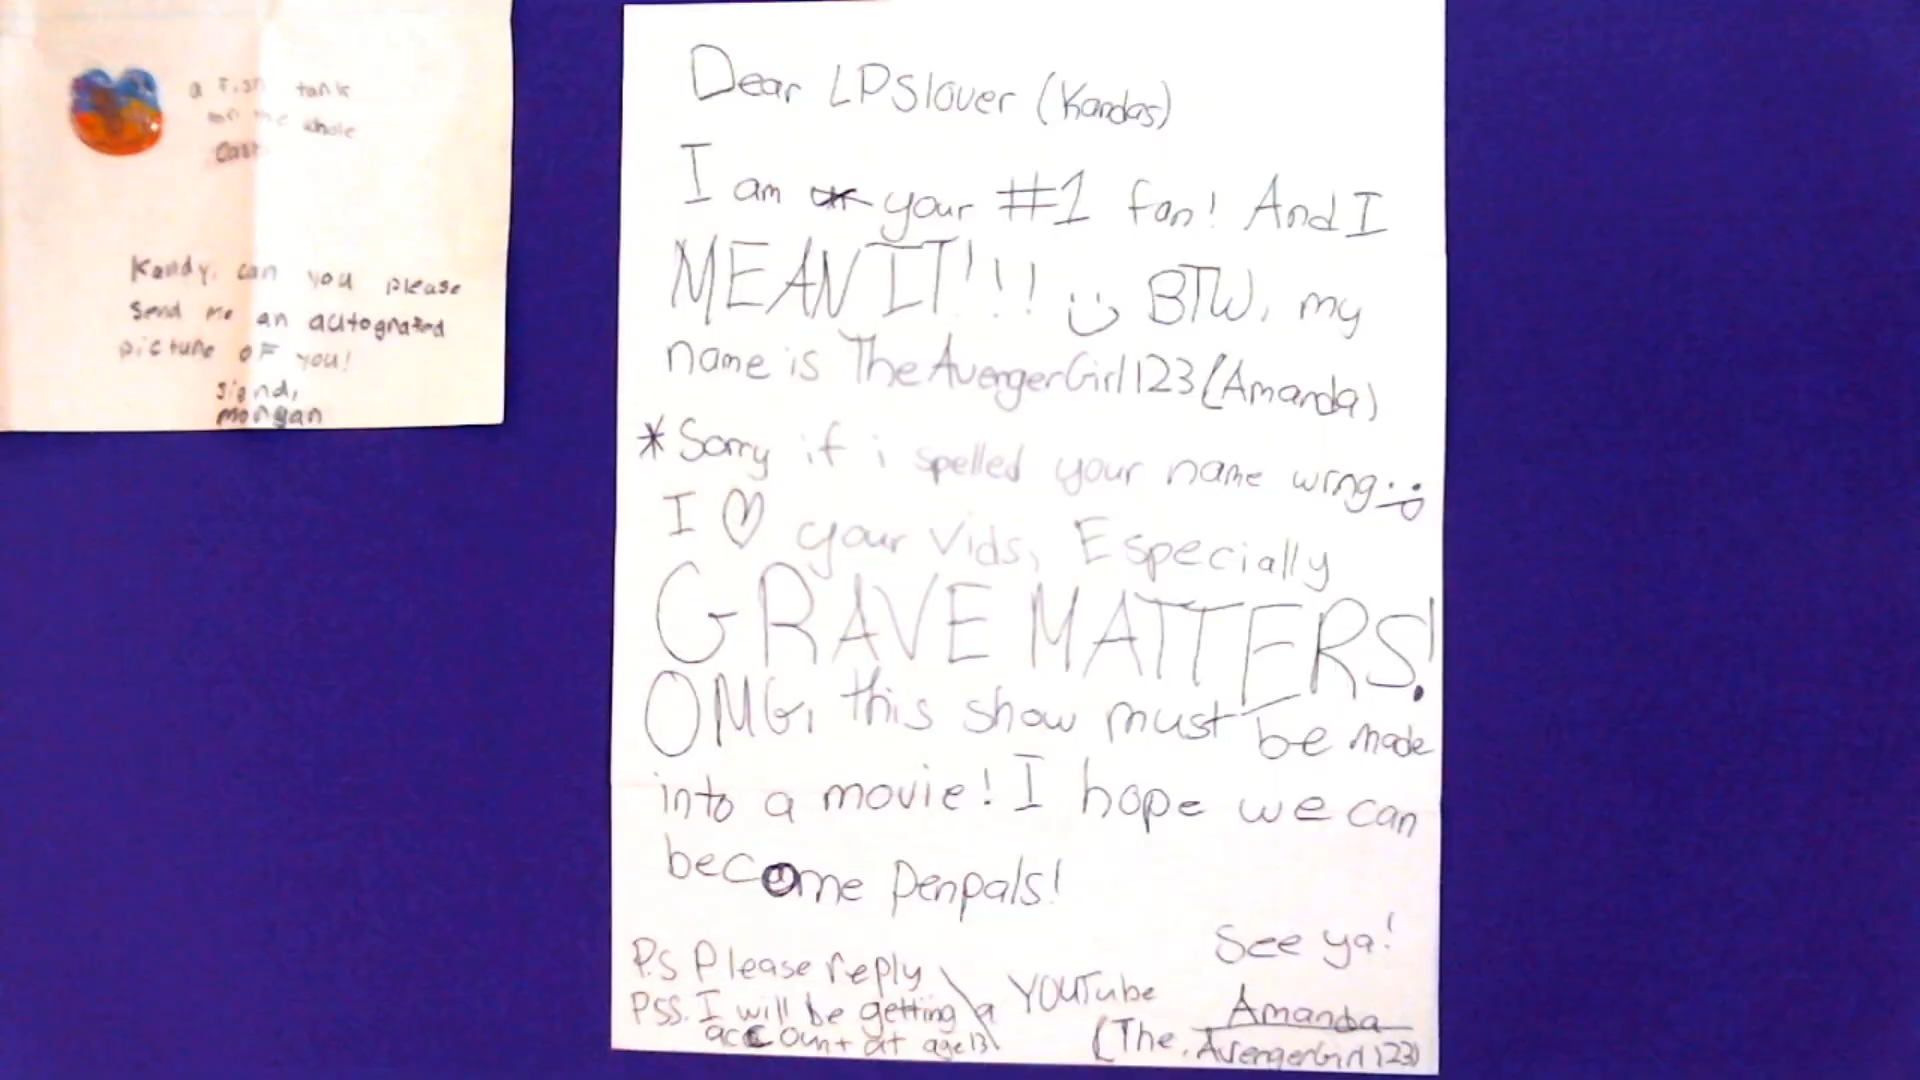 a Fish tank
on the whole
Kandy, can you please
Send me an autognated
picture of you!
Signd,
morgan
Dear LPSlover (Kandas)
I am your #1 fan! And I
MEAN IT!!! :) BTW, my
name is TheAvengerGirl123 (Amanda)
*Sorry if i spelled your name wrng :(
I ♡ your vids, Especially
GRAVE MATTERS!
OMG, this show must be made
into a movie! I hope we can
become penpals!
See ya!
Amanda
(The AvengerGirl123)
P.S Please reply
PSS. I will be getting a YOUTube
account at age 13